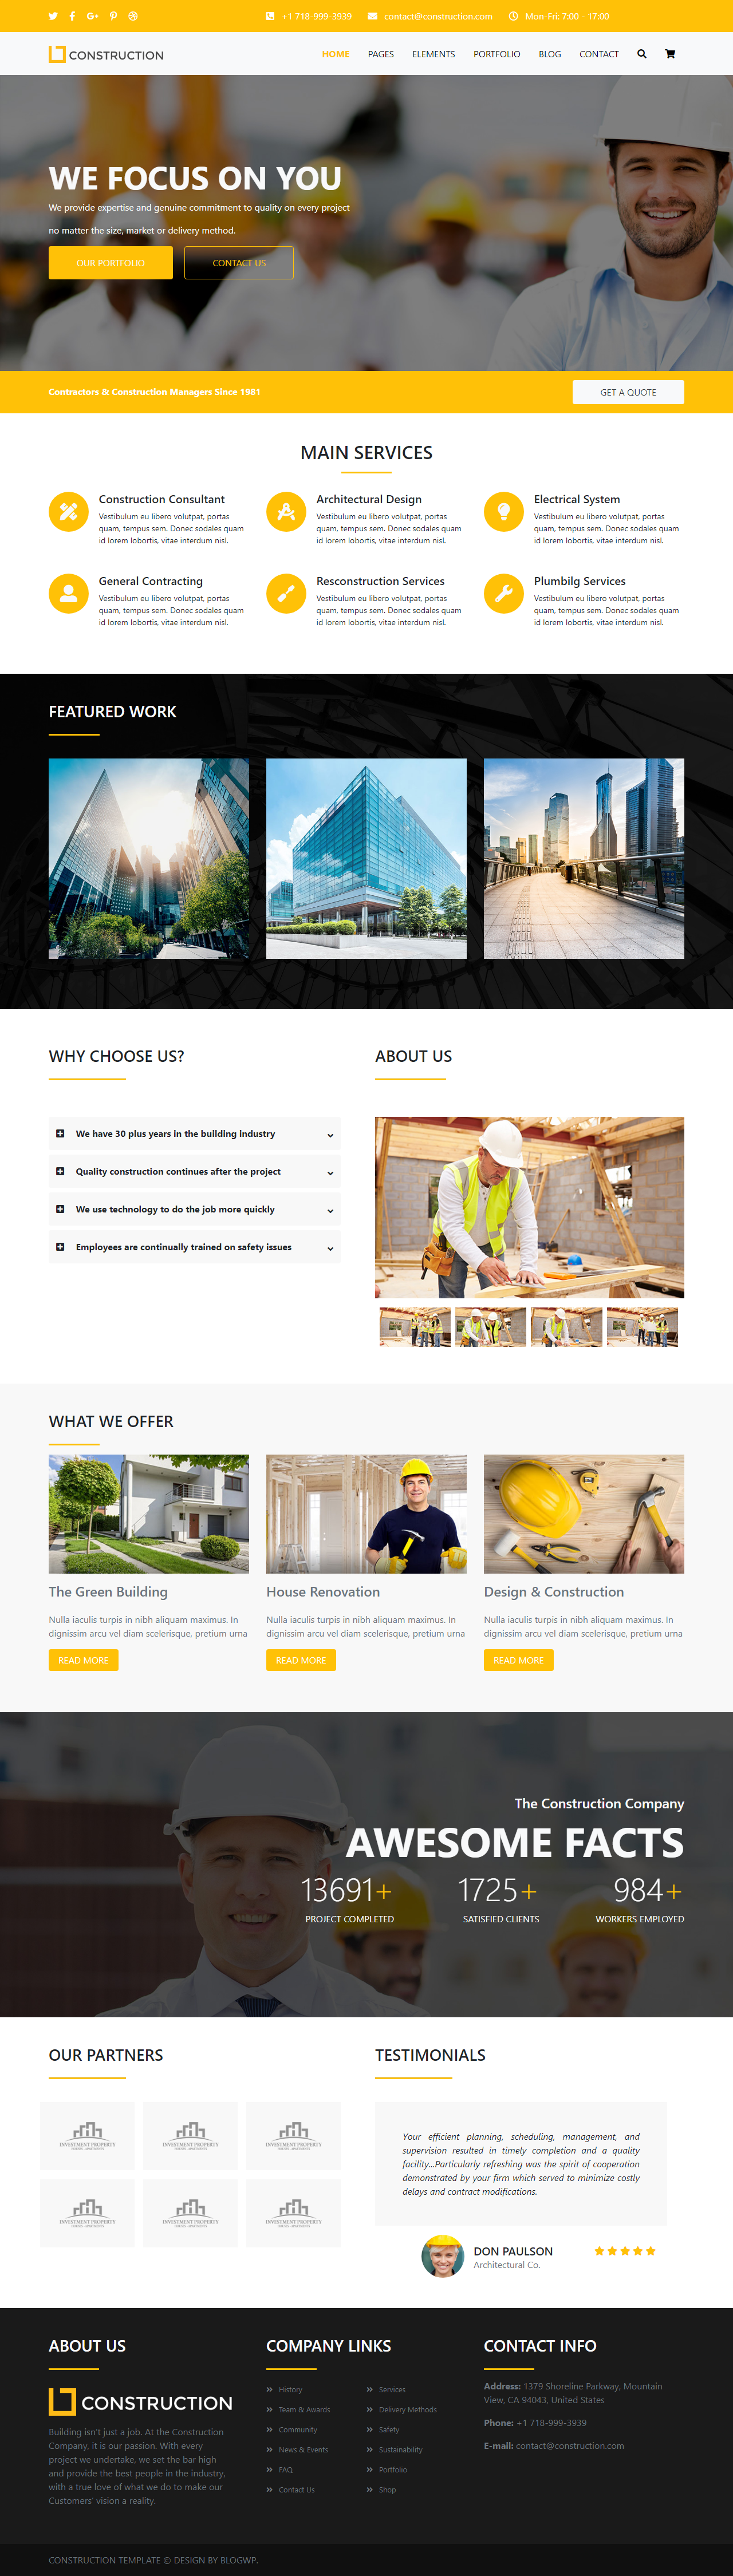 +1 718-999-3939 contact@construction.com Mon-Fri: 7:00 - 17:00
CONSTRUCTION HOME PAGES ELEMENTS PORTFOLIO BLOG CONTACT
WE FOCUS ON YOU
We provide expertise and genuine commitment to quality on every project
no matter the size, market or delivery method.
OUR PORTFOLIO CONTACT US
Contractors & Construction Managers Since 1981 GET A QUOTE
MAIN SERVICES
Construction Consultant
Vestibulum eu libero volutpat, portas
quam, tempus sem. Donec sodales quam
id lorem lobortis, vitae interdum nisl.
Architectural Design
Vestibulum eu libero volutpat, portas
quam, tempus sem. Donec sodales quam
id lorem lobortis, vitae interdum nisl.
Electrical System
Vestibulum eu libero volutpat, portas
quam, tempus sem. Donec sodales quam
id lorem lobortis, vitae interdum nisl.
General Contracting
Vestibulum eu libero volutpat, portas
quam, tempus sem. Donec sodales quam
id lorem lobortis, vitae interdum nisl.
Resconstruction Services
Vestibulum eu libero volutpat, portas
quam, tempus sem. Donec sodales quam
id lorem lobortis, vitae interdum nisl.
Plumbilg Services
Vestibulum eu libero volutpat, portas
quam, tempus sem. Donec sodales quam
id lorem lobortis, vitae interdum nisl.
FEATURED WORK
WHY CHOOSE US?
We have 30 plus years in the building industry
Quality construction continues after the project
We use technology to do the job more quickly
Employees are continually trained on safety issues
ABOUT US
WHAT WE OFFER
The Green Building
Nulla iaculis turpis in nibh aliquam maximus. In
dignissim arcu vel diam scelerisque, pretium urna
READ MORE
House Renovation
Nulla iaculis turpis in nibh aliquam maximus. In
dignissim arcu vel diam scelerisque, pretium urna
READ MORE
Design & Construction
Nulla iaculis turpis in nibh aliquam maximus. In
dignissim arcu vel diam scelerisque, pretium urna
READ MORE
The Construction Company
AWESOME FACTS
13691+ 1725+ 984+
PROJECT COMPLETED SATISFIED CLIENTS WORKERS EMPLOYED
OUR PARTNERS
INVESTMENT PROPERTY
HOUSES · APARTMENTS
INVESTMENT PROPERTY
HOUSES · APARTMENTS
INVESTMENT PROPERTY
HOUSES · APARTMENTS
INVESTMENT PROPERTY
HOUSES · APARTMENTS
INVESTMENT PROPERTY
HOUSES · APARTMENTS
INVESTMENT PROPERTY
HOUSES · APARTMENTS
TESTIMONIALS
Your efficient planning, scheduling, management, and
supervision resulted in timely completion and a quality
facility...Particularly refreshing was the spirit of cooperation
demonstrated by your firm which served to minimize costly
delays and contract modifications.
DON PAULSON
Architectural Co.
ABOUT US
CONSTRUCTION
Building isn't just a job. At the Construction
Company, it is our passion. With every
project we undertake, we set the bar high
and provide the best people in the industry,
with a true love of what we do to make our
Customers' vision a reality.
COMPANY LINKS
History
Team & Awards
Community
News & Events
FAQ
Contact Us
Services
Delivery Methods
Safety
Sustainability
Portfolio
Shop
CONTACT INFO
Address: 1379 Shoreline Parkway, Mountain
View, CA 94043, United States
Phone: +1 718-999-3939
E-mail: contact@construction.com
CONSTRUCTION TEMPLATE © DESIGN BY BLOGWP.